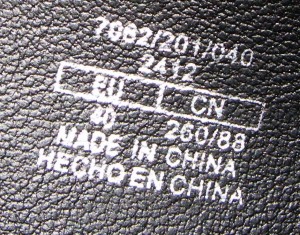 7082/201/040
2412
EU CN
40 260/88
MADE IN CHINA
HECHO EN CHINA